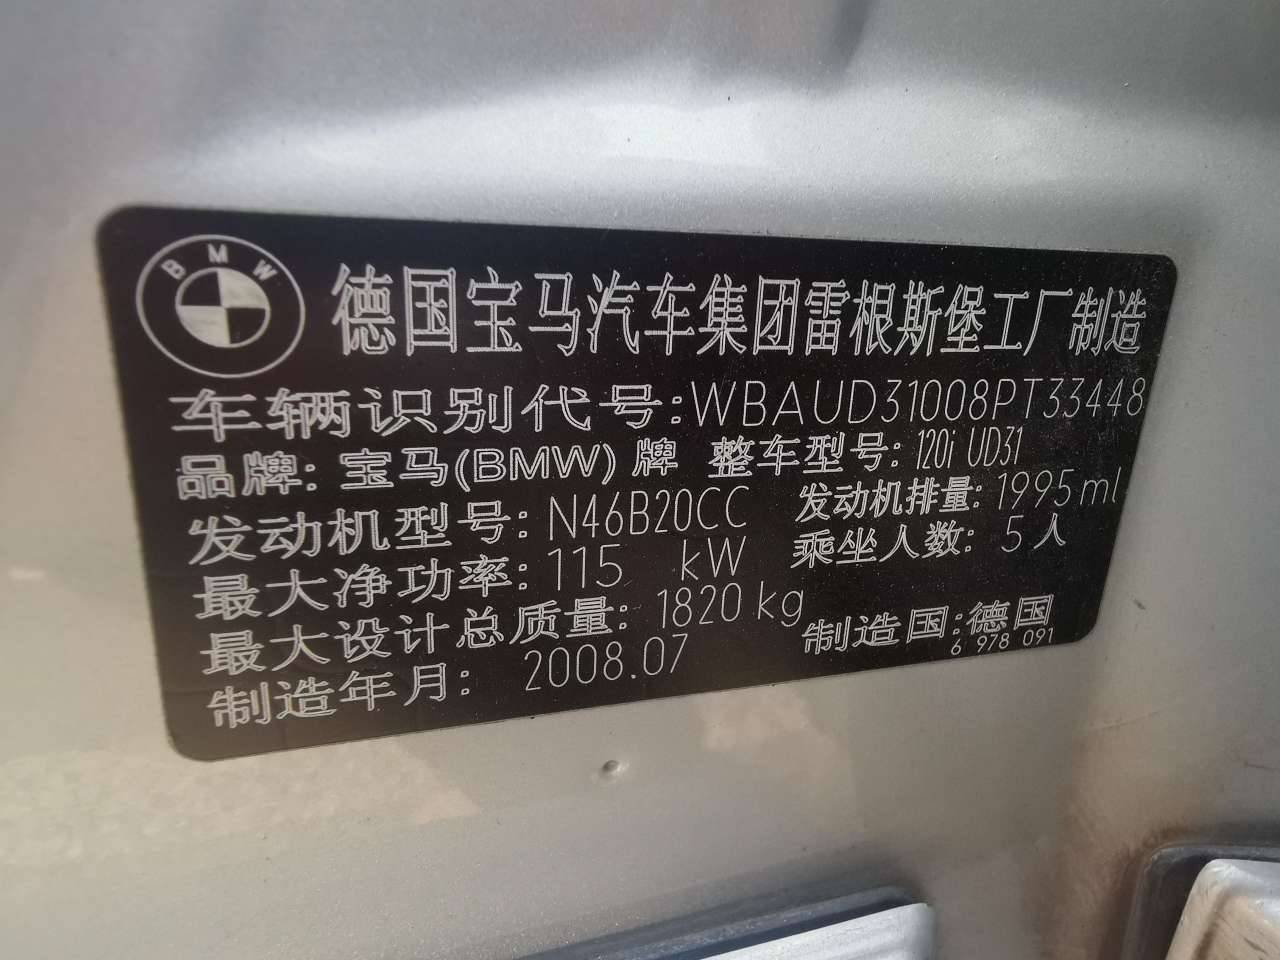 BMW
德国宝马汽车集团雷根斯堡工厂制造
车辆识别代号:WBAUD31008PT33448
品牌:宝马(BMW)牌 整车型号:120i UD31
发动机型号:N46B20CC 发动机排量:1995ml
最大净功率:115 kW 乘坐人数:5人
最大设计总质量:1820kg
制造年月:2008.07 制造国:德国
6 978 091